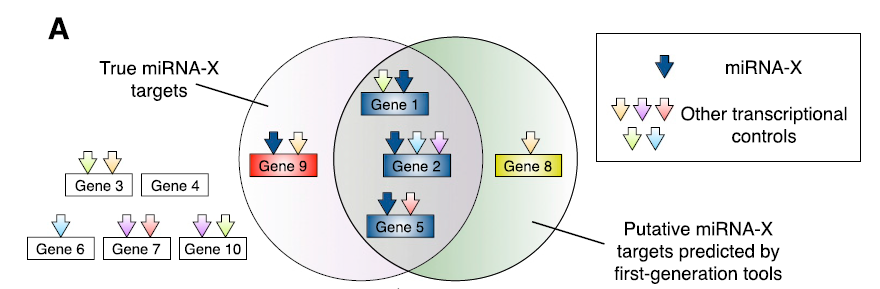 A
True miRNA-X
targets
Gene 1
miRNA-X
Other transcriptional
controls
Gene 9
Gene 2
Gene 8
Gene 3
Gene 4
Gene 5
Gene 6
Gene 7
Gene 10
Putative miRNA-X
targets predicted by
first-generation tools